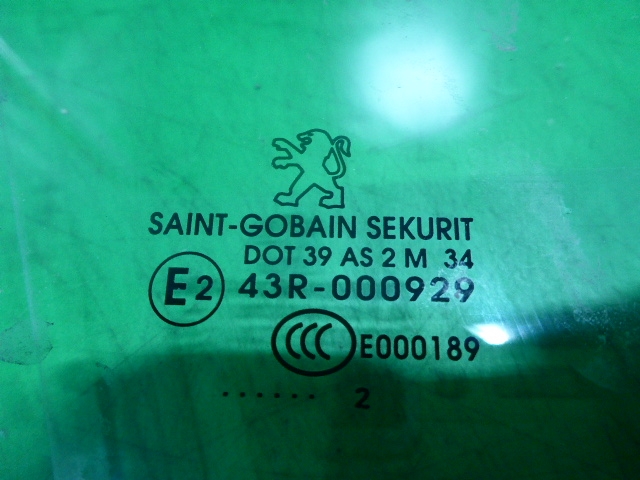 SAINT-GOBAIN SEKURIT
DOT 39 AS 2 M 34
E2 43R-000929
CCC E000189
...... 2